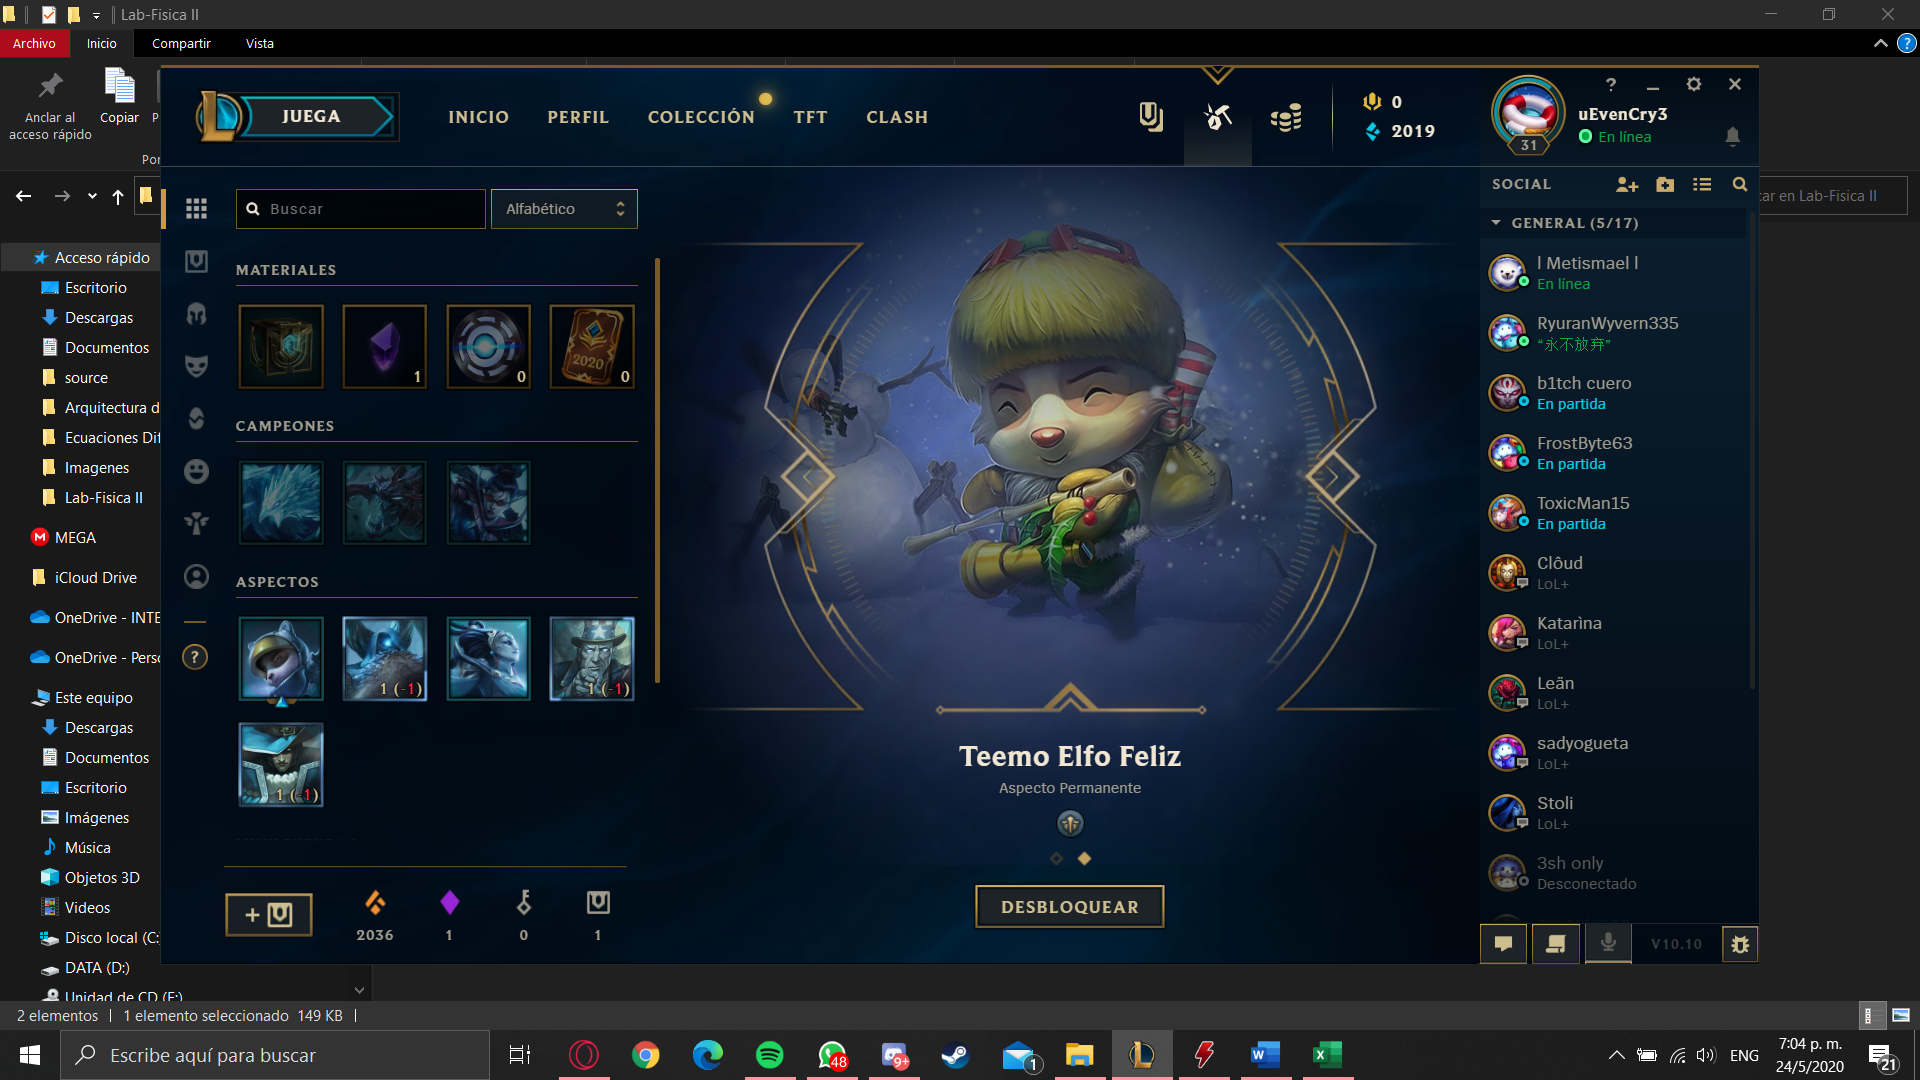 Lab-Fisica II
Archivo
Inicio
Compartir
Vista
Anclar al
acceso rápido
Copiar
Acceso rápido
Escritorio
Descargas
Documentos
source
Arquitectura d
Ecuaciones Dif
Imagenes
Lab-Fisica II
MEGA
iCloud Drive
OneDrive - INTE
OneDrive - Perso
Este equipo
Descargas
Documentos
Escritorio
Imágenes
Música
Objetos 3D
Videos
Disco local (C:
DATA (D:)
Unidad de CD (E:)
2 elementos
1 elemento seleccionado 149 KB
JUEGA
INICIO
PERFIL
COLECCIÓN
TFT
CLASH
0
2019
31
uEvenCry3
En línea
Buscar
Alfabético
MATERIALES
1
0
2020
0
CAMPEONES
ASPECTOS
1 (-1)
1 (-1)
1 (-1)
2036
1
0
1
Teemo Elfo Feliz
Aspecto Permanente
DESBLOQUEAR
SOCIAL
car en Lab-Fisica II
GENERAL (5/17)
l Metismael l
En línea
RyuranWyvern335
“永不放弃”
b1tch cuero
En partida
FrostByte63
En partida
ToxicMan15
En partida
Clôud
LoL+
Katarìna
LoL+
Leän
LoL+
sadyogueta
LoL+
Stoli
LoL+
3sh only
Desconectado
V10.10
Escribe aquí para buscar
48
9+
1
ENG
7:04 p. m.
24/5/2020
21